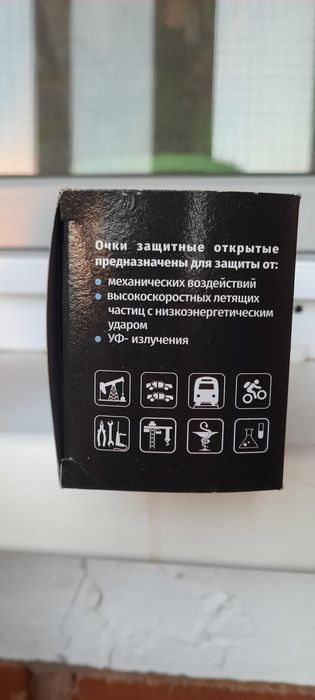 Очки защитные открытые
предназначены для защиты от:
механических воздействий
высокоскоростных летящих
частиц с низкоэнергетическим
ударом
УФ- излучения